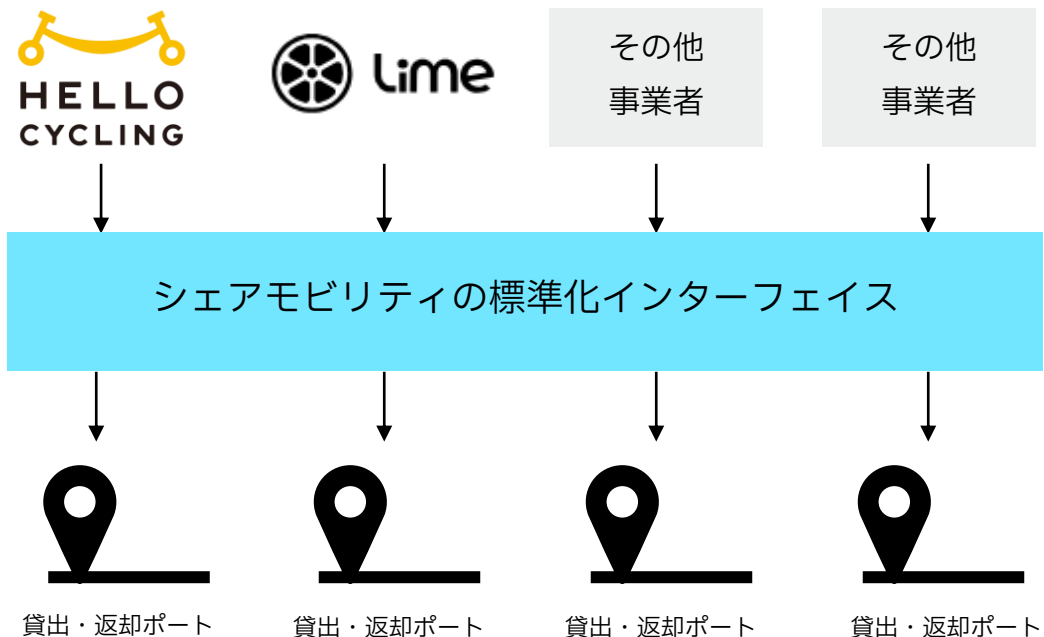 HELLO
CYCLING
Lime
その他
事業者
その他
事業者
シェアモビリティの標準化インターフェイス
貸出・返却ポート
貸出・返却ポート
貸出・返却ポート
貸出・返却ポート